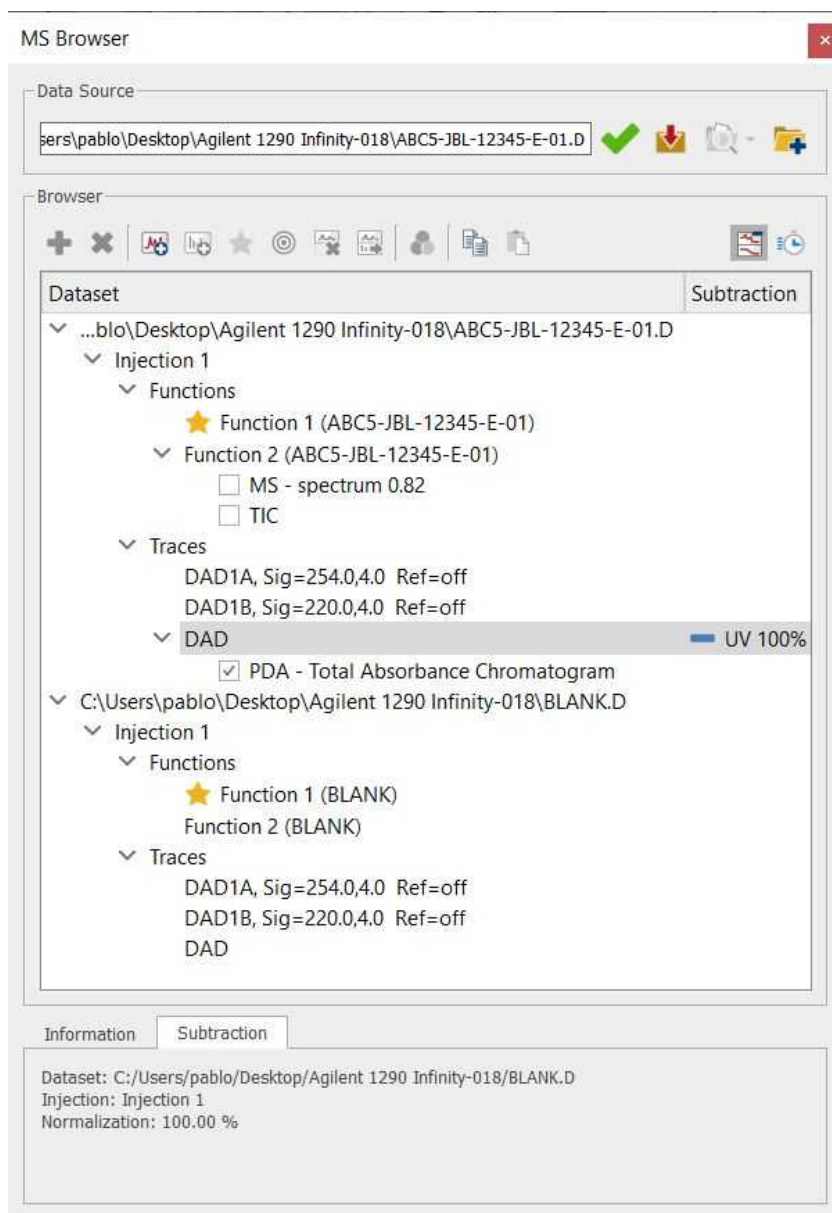 MS Browser
Data Source
sers\pablo\Desktop\Agilent 1290 Infinity-018\ABC5-JBL-12345-E-01.D
Browser
Dataset Subtraction
...blo\Desktop\Agilent 1290 Infinity-018\ABC5-JBL-12345-E-01.D
Injection 1
Functions
Function 1 (ABC5-JBL-12345-E-01)
Function 2 (ABC5-JBL-12345-E-01)
MS - spectrum 0.82
TIC
Traces
DAD1A, Sig=254.0,4.0 Ref=off
DAD1B, Sig=220.0,4.0 Ref=off
DAD UV 100%
PDA - Total Absorbance Chromatogram
C:\Users\pablo\Desktop\Agilent 1290 Infinity-018\BLANK.D
Injection 1
Functions
Function 1 (BLANK)
Function 2 (BLANK)
Traces
DAD1A, Sig=254.0,4.0 Ref=off
DAD1B, Sig=220.0,4.0 Ref=off
DAD
Information Subtraction
Dataset: C:/Users/pablo/Desktop/Agilent 1290 Infinity-018/BLANK.D
Injection: Injection 1
Normalization: 100.00 %